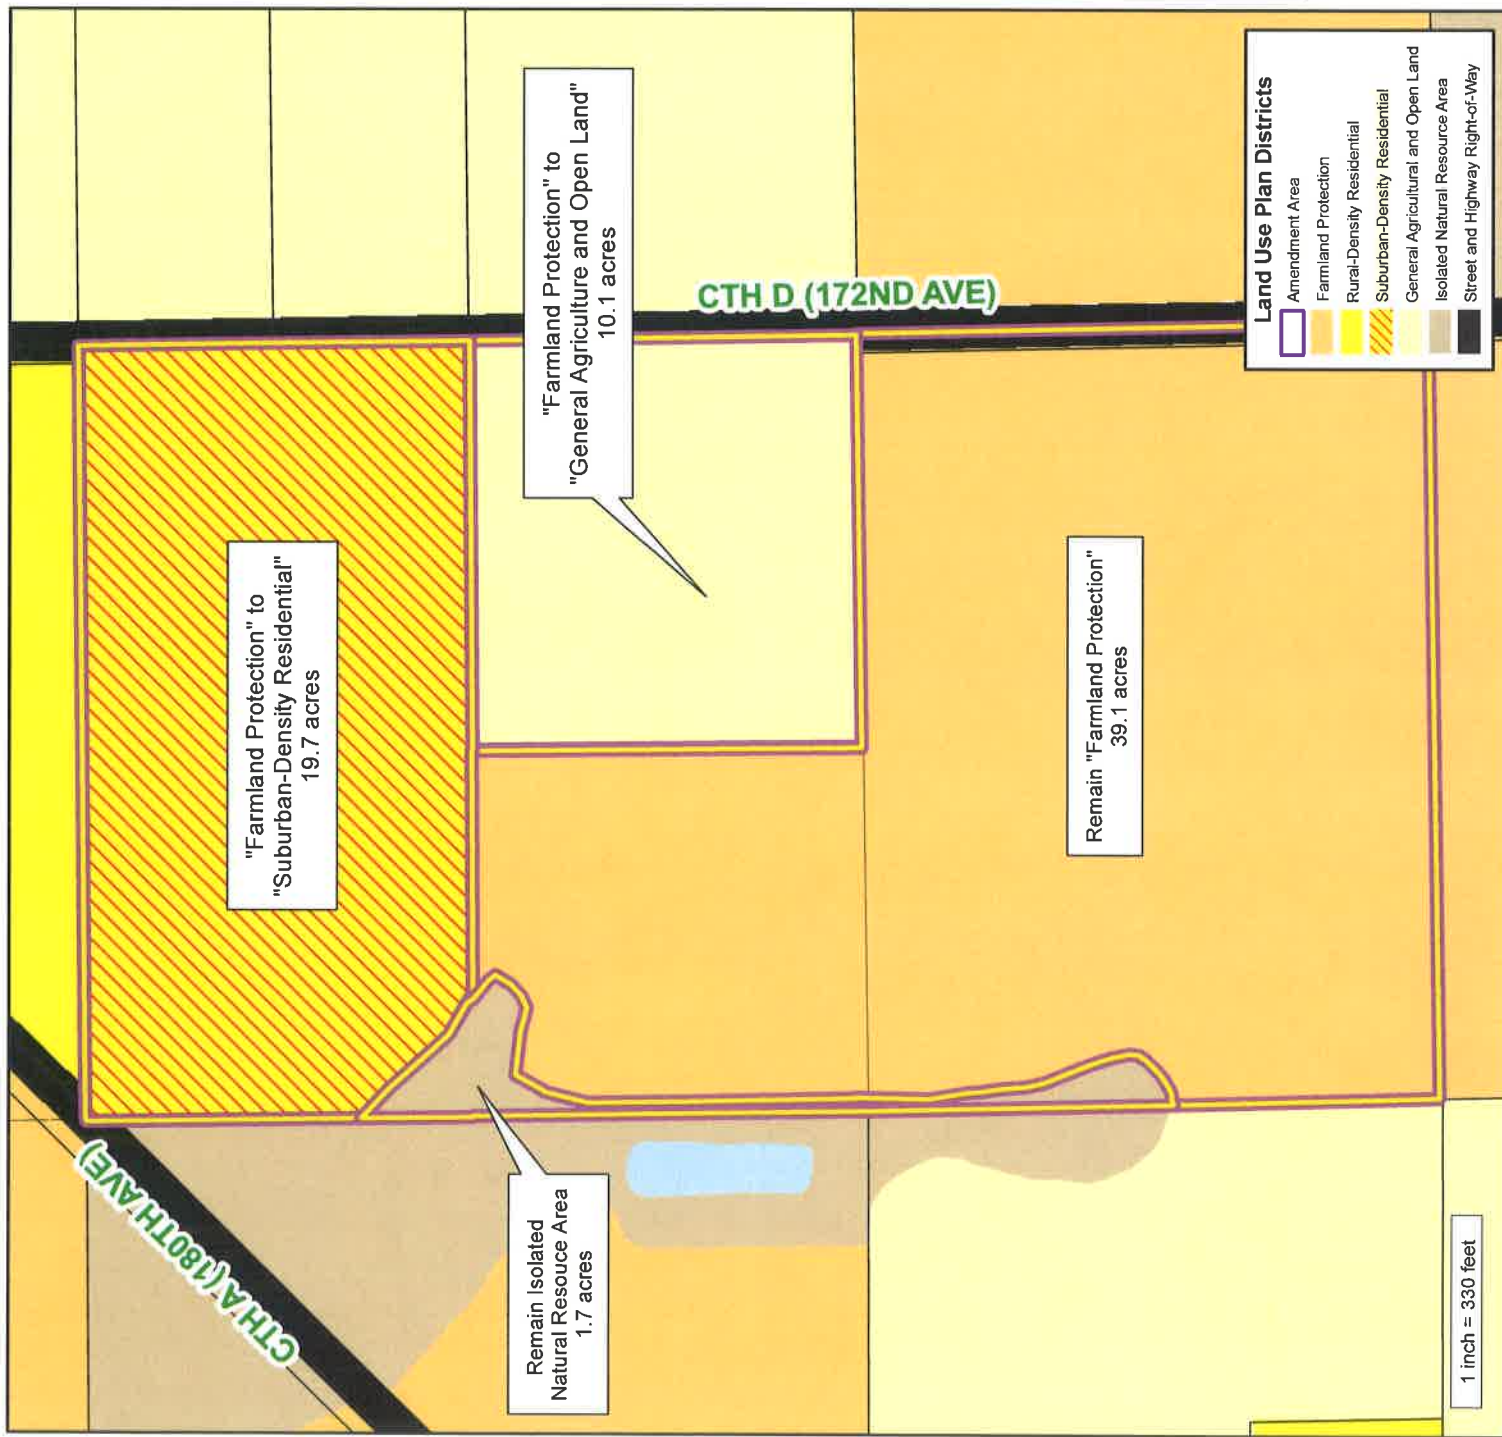 "Farmland Protection" to
"Suburban-Density Residential"
19.7 acres
"Farmland Protection" to
"General Agriculture and Open Land"
10.1 acres
CTH A (180TH AVE)
CTH D (172ND AVE)
Remain Isolated
Natural Resouce Area
1.7 acres
Remain "Farmland Protection"
39.1 acres
Land Use Plan Districts
Amendment Area
Farmland Protection
Rural-Density Residential
Suburban-Density Residential
General Agricultural and Open Land
Isolated Natural Resource Area
Street and Highway Right-of-Way
1 inch = 330 feet